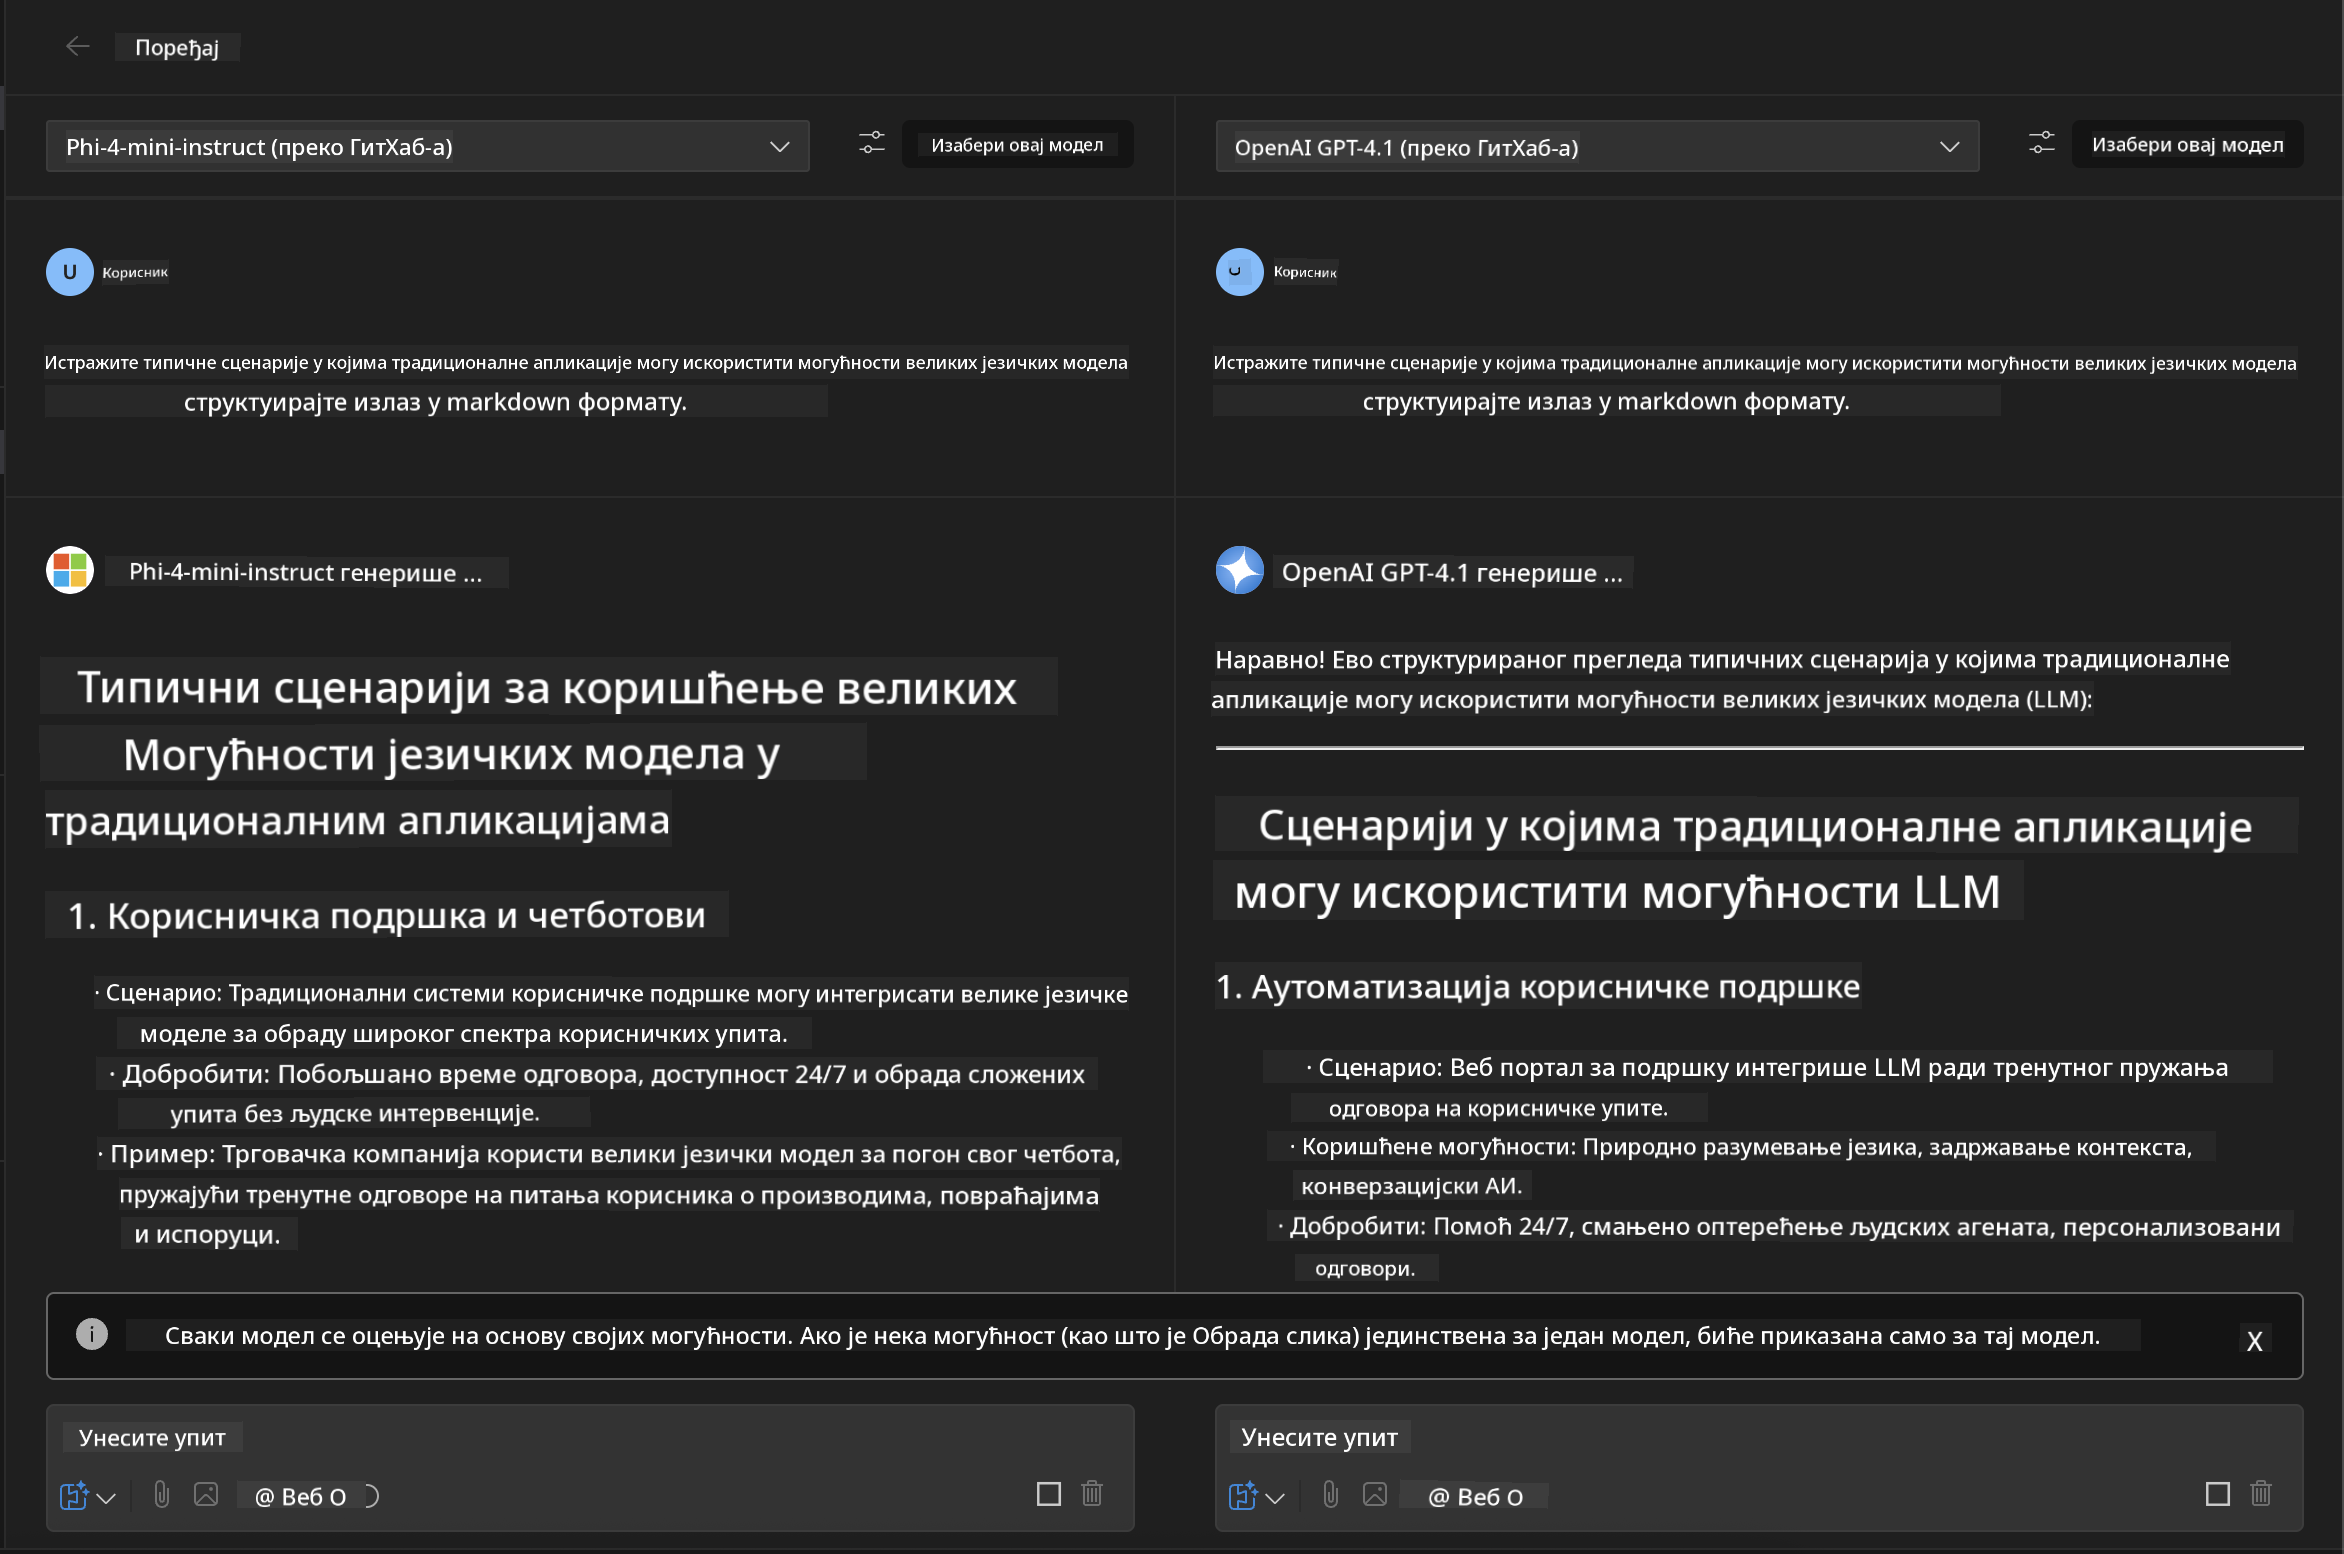 Поређај
Phi-4-mini-instruct (преко ГитХаб-а)
Изабери овај модел
OpenAI GPT-4.1 (преко ГитХаб-а)
Изабери овај модел
U
Корисник
Истражите типичне сценарије у којима традиционалне апликације могу искористити могућности великих језичких модела
структуирајте излаз у markdown формату.
Phi-4-mini-instruct генерише ...
Типични сценарији за коришћење великих
Могућности језичких модела у
традиционалним апликацијама
1. Корисничка подршка и четботови
· Сценарио: Традиционални системи корисничке подршке могу интегрисати велике језичке
моделе за обраду широког спектра корисничких упита.
· Добробити: Побољшано време одговора, доступност 24/7 и обрада сложених
упита без људске интервенције.
· Пример: Трговачка компанија користи велики језички модел за погон свог четбота,
пружајући тренутне одговоре на питања корисника о производима, повраћајима
и испоруци.
U
Корисник
Истражите типичне сценарије у којима традиционалне апликације могу искористити могућности великих језичких модела
структуирајте излаз у markdown формату.
OpenAI GPT-4.1 генерише ...
Наравно! Ево структурираног прегледа типичних сценарија у којима традиционалне
апликације могу искористити могућности великих језичких модела (LLM):
Сценарији у којима традиционалне апликације
могу искористити могућности LLM
1. Аутоматизација корисничке подршке
· Сценарио: Веб портал за подршку интегрише LLM ради тренутног пружања
одговора на корисничке упите.
· Коришћене могућности: Природно разумевање језика, задржавање контекста,
конверзацијски АИ.
· Добробити: Помоћ 24/7, смањено оптерећење људских агената, персонализовани
одговори.
Сваки модел се оцењује на основу својих могућности. Ако је нека могућност (као што је Обрада слика) јединствена за један модел, биће приказана само за тај модел.
X
Унесите упит
@ Веб О
Унесите упит
@ Веб О